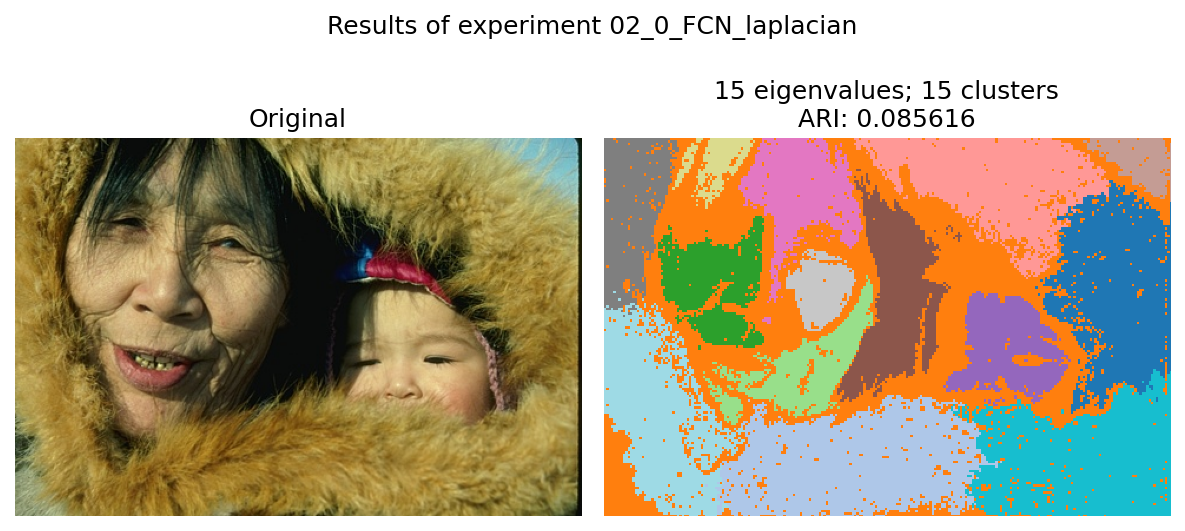 Results of experiment 02_0_FCN_laplacian
Original
15 eigenvalues; 15 clusters
ARI: 0.085616